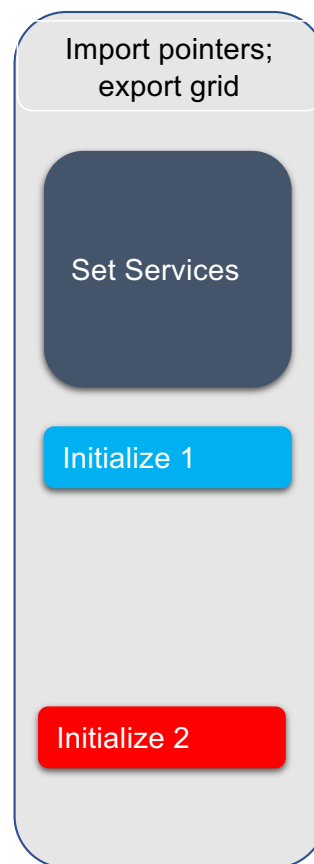 Import pointers;
export grid
Set Services
Initialize 1
Initialize 2